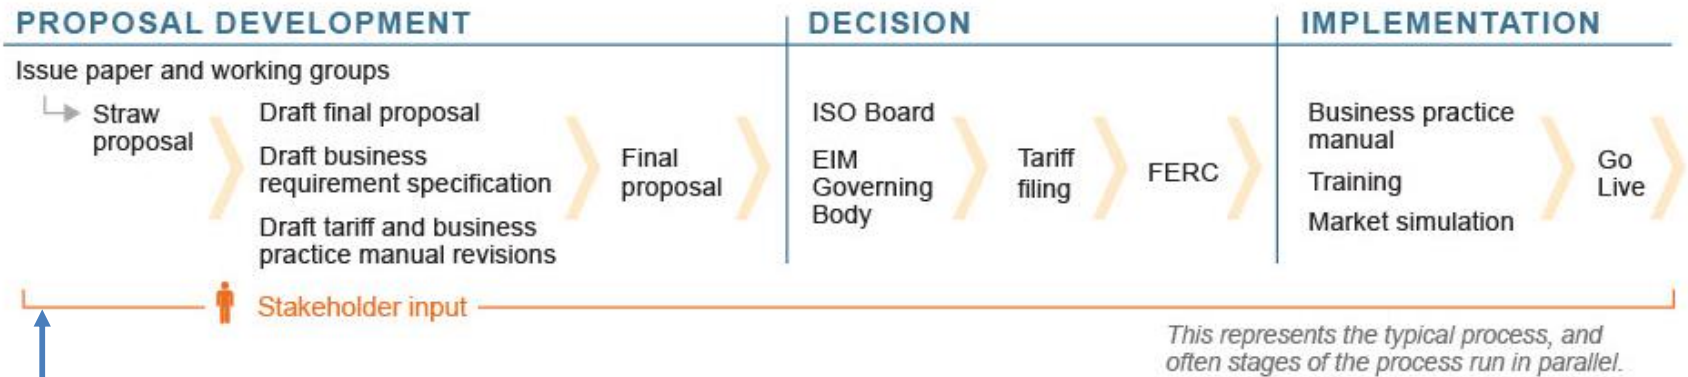 PROPOSAL DEVELOPMENT
Issue paper and working groups
Straw
proposal
Draft final proposal
Draft business
requirement specification
Draft tariff and business
practice manual revisions
Final
proposal
DECISION
ISO Board
EIM
Governing
Body
Tariff
filing
FERC
IMPLEMENTATION
Business practice
manual
Training
Market simulation
Go
Live
Stakeholder input
This represents the typical process, and
often stages of the process run in parallel.